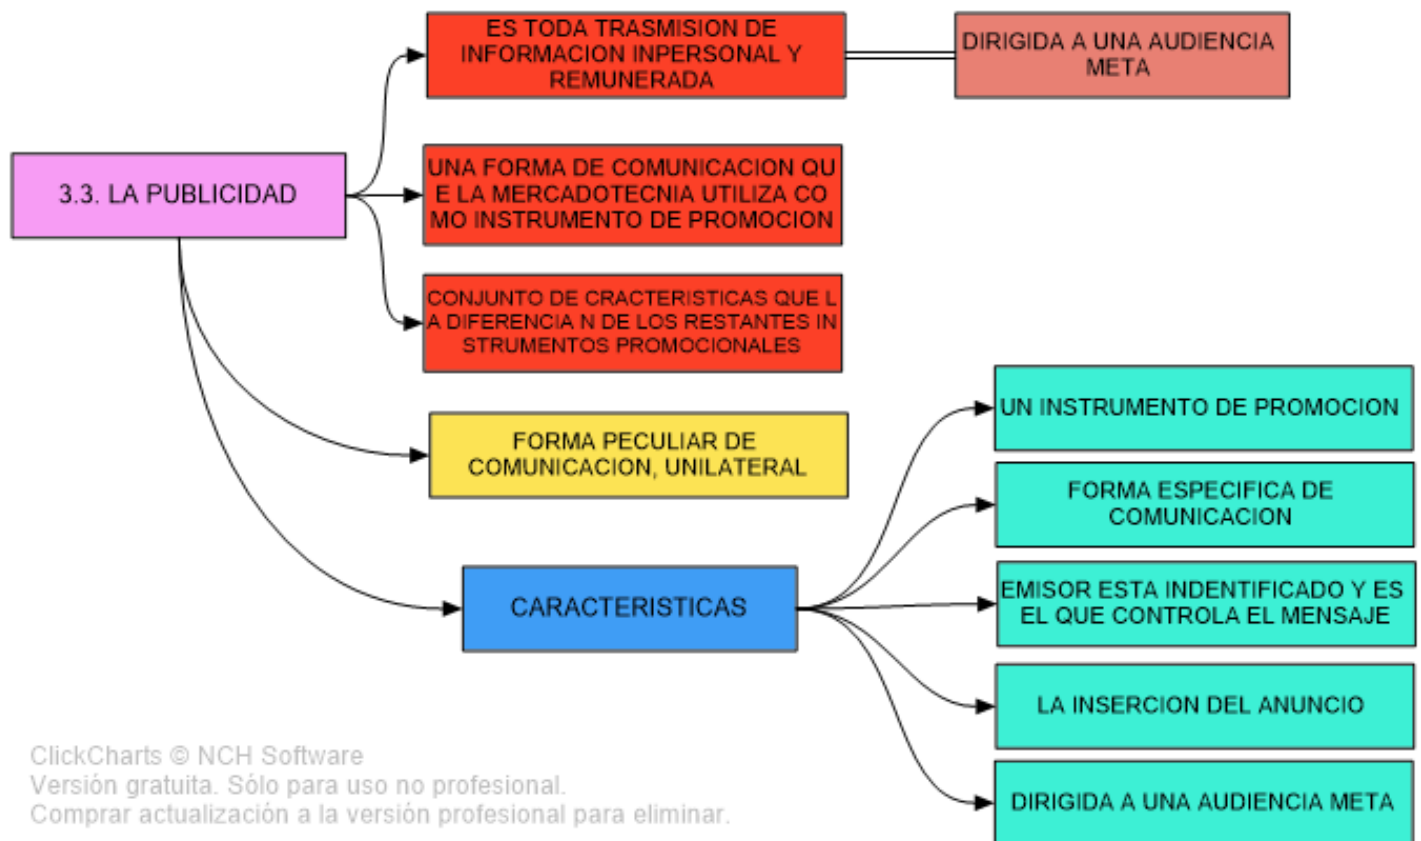 ES TODA TRASMISION DE
INFORMACION INPERSONAL Y
REMUNERADA
DIRIGIDA A UNA AUDIENCIA
META
3.3. LA PUBLICIDAD
UNA FORMA DE COMUNICACION QU
E LA MERCADOTECNIA UTILIZA CO
MO INSTRUMENTO DE PROMOCION
CONJUNTO DE CRACTERISTICAS QUE L
A DIFERENCIA N DE LOS RESTANTES IN
STRUMENTOS PROMOCIONALES
FORMA PECULIAR DE
COMUNICACION, UNILATERAL
CARACTERISTICAS
UN INSTRUMENTO DE PROMOCION
FORMA ESPECIFICA DE
COMUNICACION
EMISOR ESTA INDENTIFICADO Y ES
EL QUE CONTROLA EL MENSAJE
LA INSERCION DEL ANUNCIO
DIRIGIDA A UNA AUDIENCIA META
ClickCharts © NCH Software
Versión gratuita. Sólo para uso no profesional.
Comprar actualización a la versión profesional para eliminar.